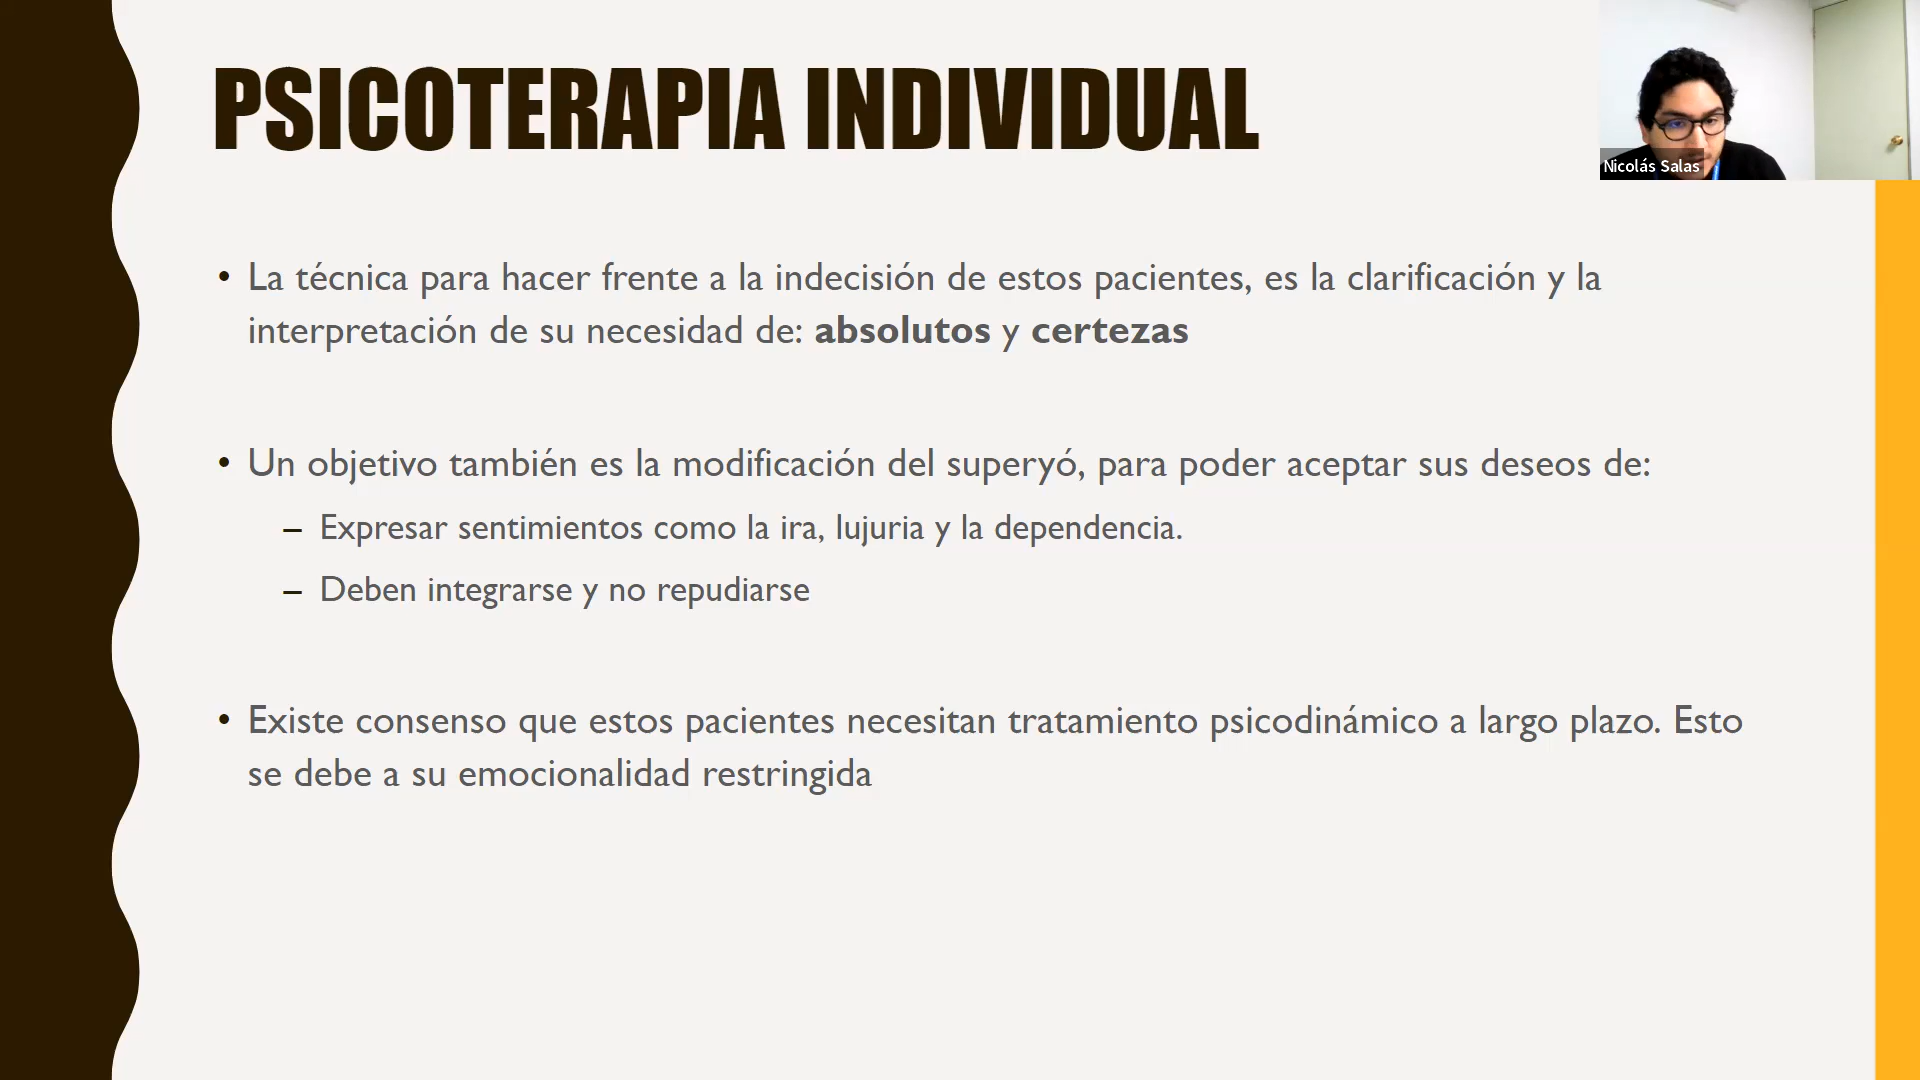 PSICOTERAPIA INDIVIDUAL
Nicolás Salas
• La técnica para hacer frente a la indecisión de estos pacientes, es la clarificación y la
interpretación de su necesidad de: absolutos y certezas
• Un objetivo también es la modificación del superyó, para poder aceptar sus deseos de:
– Expresar sentimientos como la ira, lujuria y la dependencia.
– Deben integrarse y no repudiarse
• Existe consenso que estos pacientes necesitan tratamiento psicodinámico a largo plazo. Esto
se debe a su emocionalidad restringida